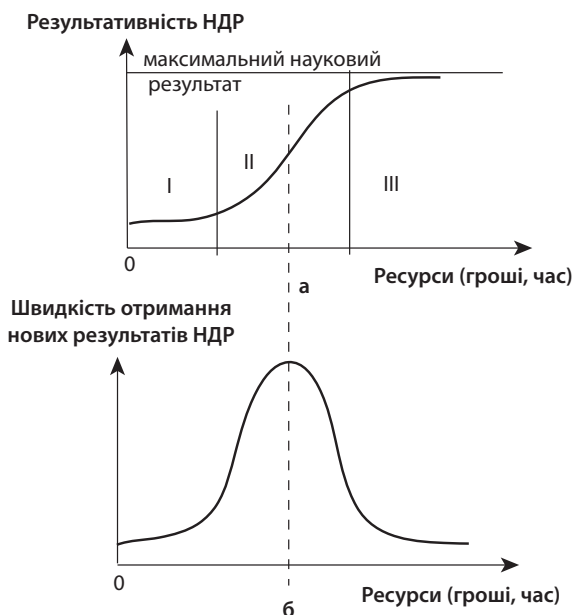 Результативність НДР
максимальний науковий
результат
I
II
III
0
Ресурси (гроші, час)
а
Швидкість отримання
нових результатів НДР
0
Ресурси (гроші, час)
б